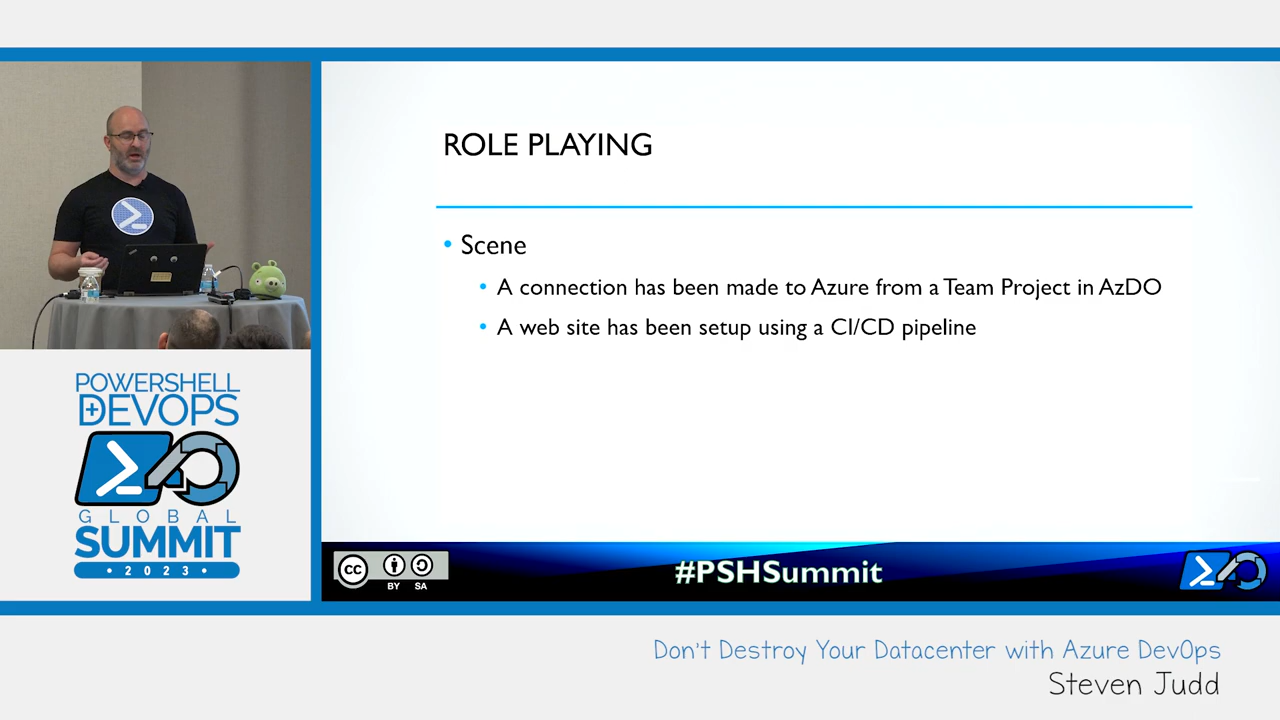 ROLE PLAYING
• Scene
• A connection has been made to Azure from a Team Project in AzDO
• A web site has been setup using a CI/CD pipeline
POWERSHELL
+DEVOPS
GLOBAL
SUMMIT
• 2023 •
cc
BY SA
#PSHSummit
Don't Destroy Your Datacenter with Azure DevOps
Steven Judd